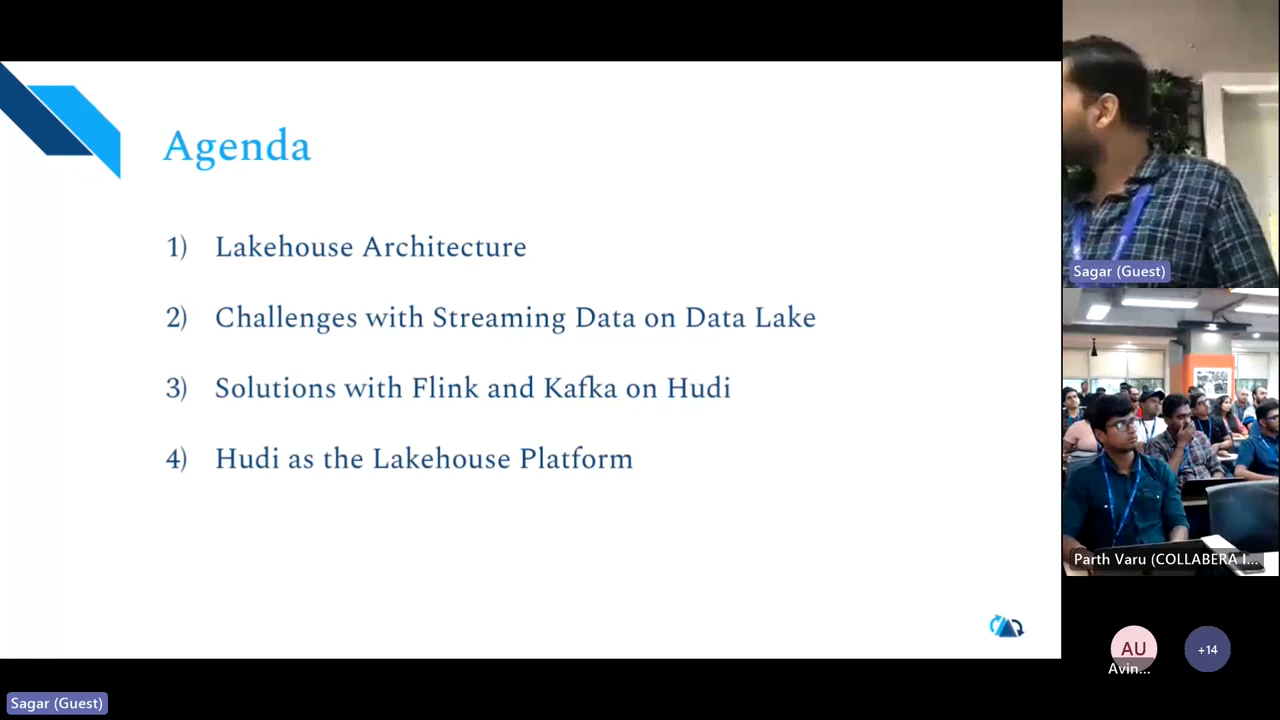 Agenda
1) Lakehouse Architecture
2) Challenges with Streaming Data on Data Lake
3) Solutions with Flink and Kafka on Hudi
4) Hudi as the Lakehouse Platform
Sagar (Guest)
Parth Varu (COLLABERA I...
AU
Avin...
+14
Sagar (Guest)